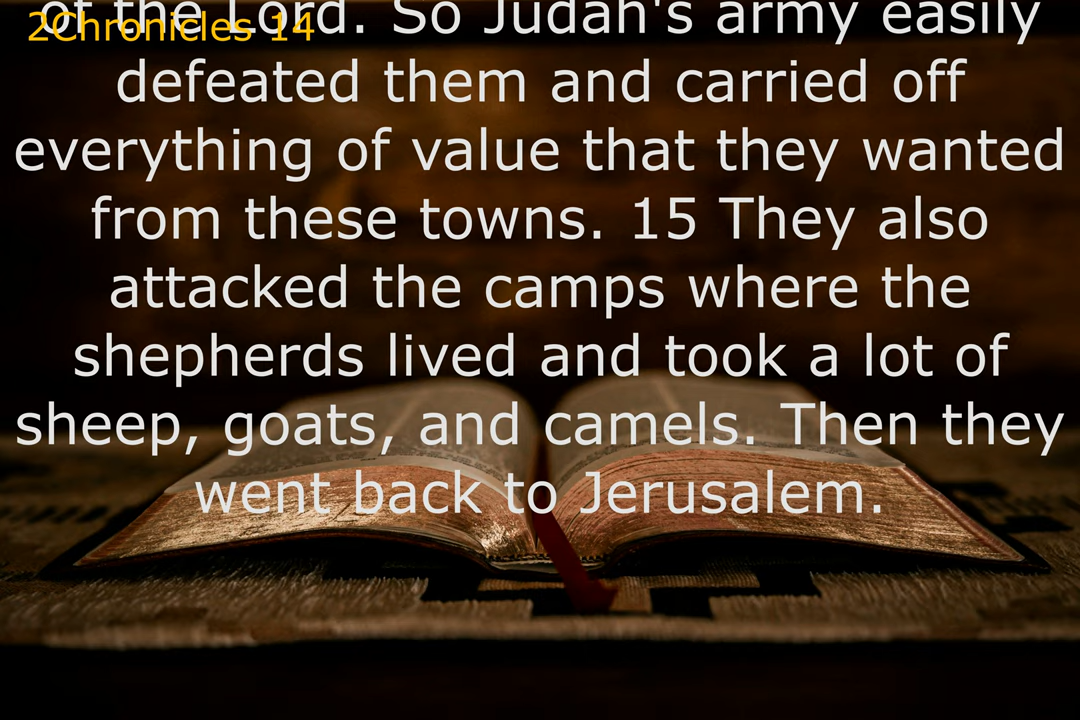 2Chronicles 14
of the Lord. So Judah's army easily
defeated them and carried off
everything of value that they wanted
from these towns. 15 They also
attacked the camps where the
shepherds lived and took a lot of
sheep, goats, and camels. Then they
went back to Jerusalem.